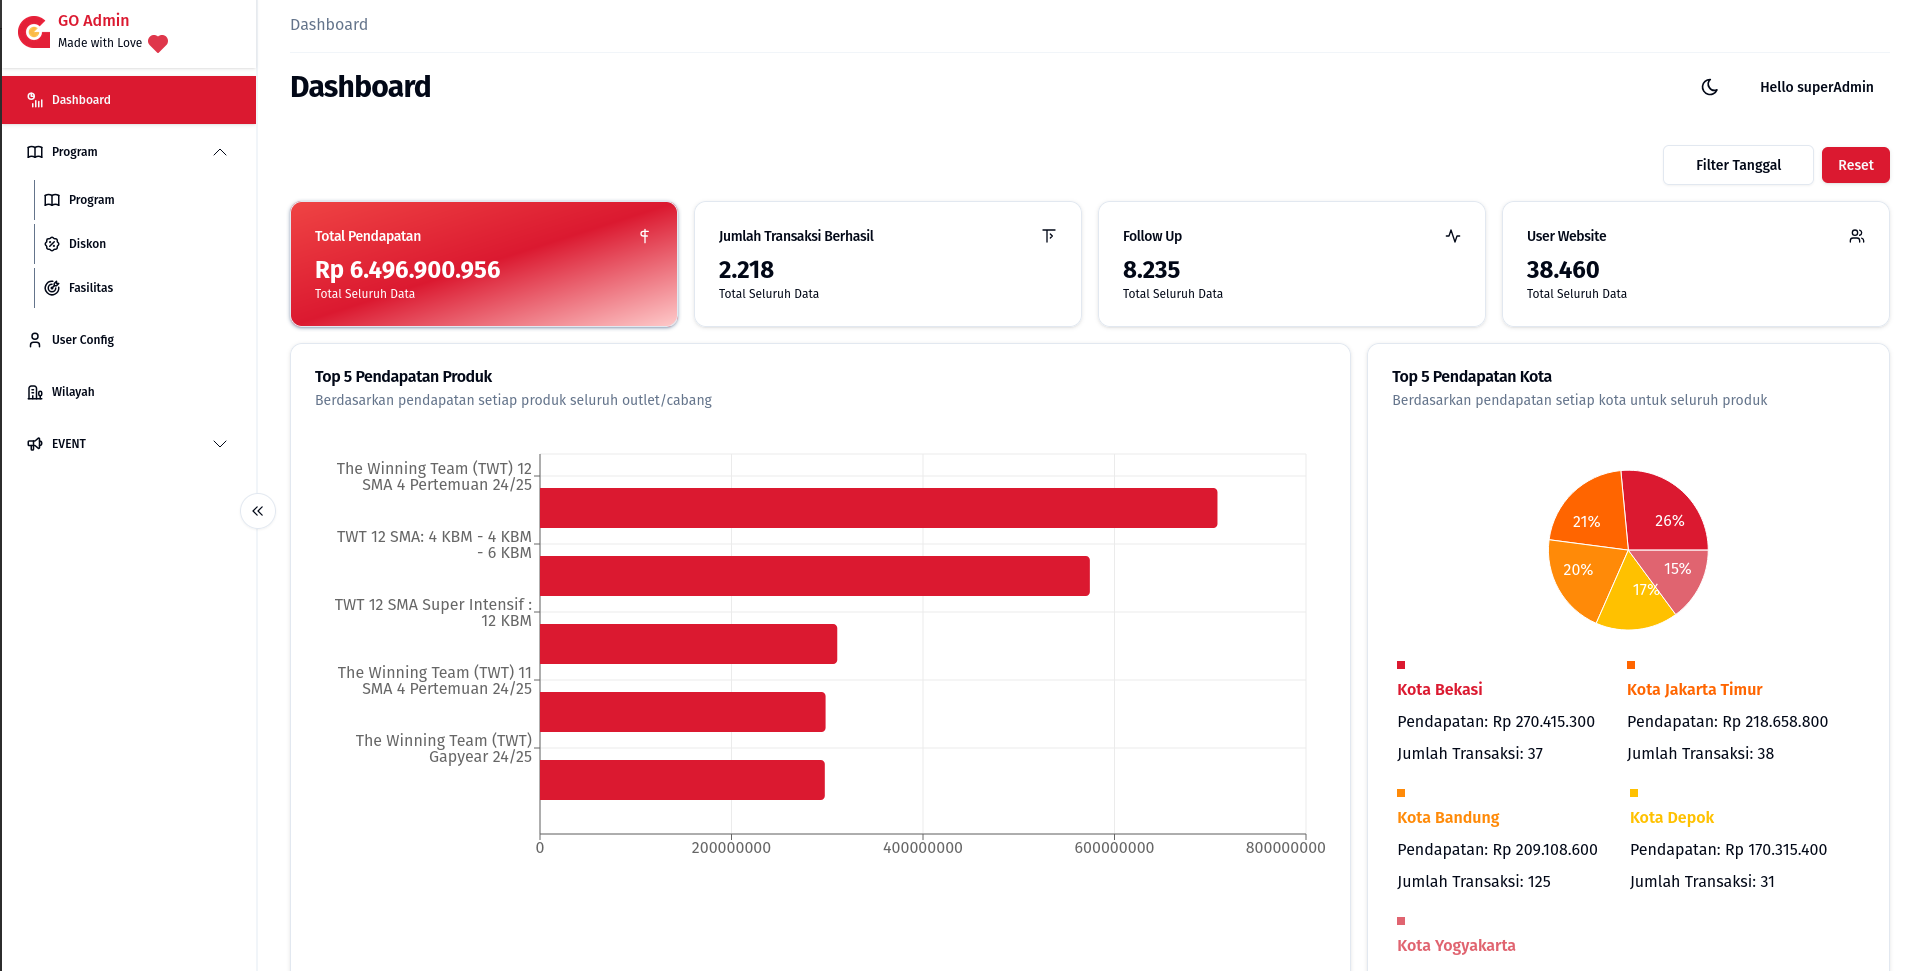 GO Admin
Made with Love
Dashboard
Program
Program
Diskon
Fasilitas
User Config
Wilayah
EVENT
Dashboard
Dashboard
Hello superAdmin
Filter Tanggal
Reset
Total Pendapatan
Rp 6.496.900.956
Total Seluruh Data
Jumlah Transaksi Berhasil
2.218
Total Seluruh Data
Follow Up
8.235
Total Seluruh Data
User Website
38.460
Total Seluruh Data
Top 5 Pendapatan Produk
Berdasarkan pendapatan setiap produk seluruh outlet/cabang
The Winning Team (TWT) 12
SMA 4 Pertemuan 24/25
TWT 12 SMA: 4 KBM - 4 KBM
- 6 KBM
TWT 12 SMA Super Intensif :
12 KBM
The Winning Team (TWT) 11
SMA 4 Pertemuan 24/25
The Winning Team (TWT)
Gapyear 24/25
0
200000000
400000000
600000000
800000000
Top 5 Pendapatan Kota
Berdasarkan pendapatan setiap kota untuk seluruh produk
21%
26%
20%
15%
17%
Kota Bekasi
Pendapatan: Rp 270.415.300
Jumlah Transaksi: 37
Kota Jakarta Timur
Pendapatan: Rp 218.658.800
Jumlah Transaksi: 38
Kota Bandung
Pendapatan: Rp 209.108.600
Jumlah Transaksi: 125
Kota Depok
Pendapatan: Rp 170.315.400
Jumlah Transaksi: 31
Kota Yogyakarta